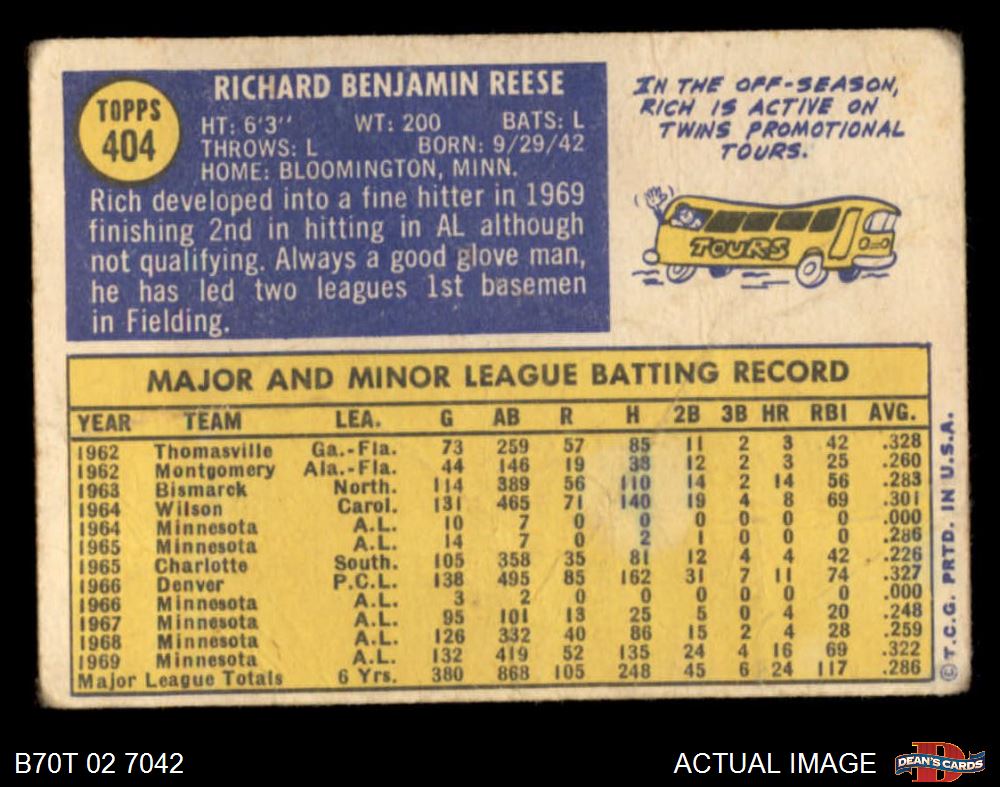 TOPPS
404
RICHARD BENJAMIN REESE
HT: 6'3'' WT: 200 BATS: L
THROWS: L BORN: 9/29/42
HOME: BLOOMINGTON, MINN.
Rich developed into a fine hitter in 1969
finishing 2nd in hitting in AL although
not qualifying. Always a good glove man,
he has led two leagues 1st basemen
in Fielding.
IN THE OFF-SEASON,
RICH IS ACTIVE ON
TWINS PROMOTIONAL
TOURS.
TOURS
MAJOR AND MINOR LEAGUE BATTING RECORD
YEAR TEAM LEA. G AB R H 2B 3B HR RBI AVG.
1962 Thomasville Ga.-Fla. 73 259 57 85 11 2 3 42 .328
1962 Montgomery Ala.-Fla. 44 146 19 38 12 2 3 25 .260
1963 Bismarck North. 114 389 56 110 14 2 14 56 .283
1964 Wilson Carol. 131 465 71 140 19 4 8 69 .301
1964 Minnesota A.L. 10 7 0 0 0 0 0 0 .000
1965 Minnesota A.L. 14 7 0 2 1 0 0 0 .286
1965 Charlotte South. 105 358 35 81 12 4 4 42 .226
1966 Denver P.C.L. 138 495 85 162 31 7 11 74 .327
1966 Minnesota A.L. 3 2 0 0 0 0 0 0 .000
1967 Minnesota A.L. 95 101 13 25 5 0 4 20 .248
1968 Minnesota A.L. 126 332 40 86 15 2 4 28 .259
1969 Minnesota A.L. 132 419 52 135 24 4 16 69 .322
Major League Totals 6 Yrs. 380 868 105 248 45 6 24 117 .286
© T.C.G. PRTD. IN U.S.A.
B70T 02 7042
ACTUAL IMAGE
DEAN'S CARDS